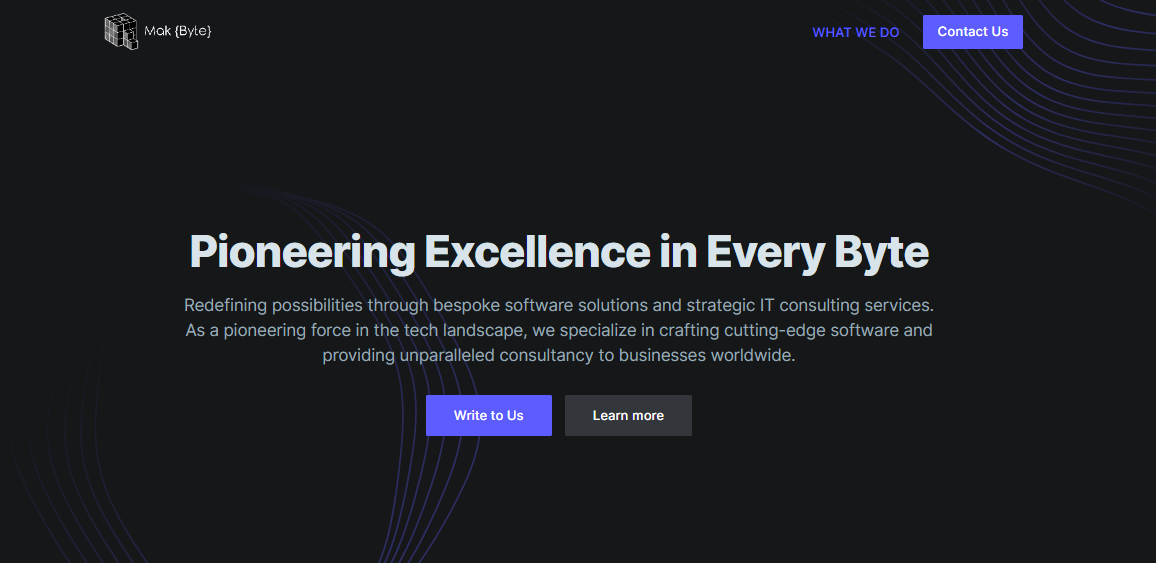 Mak {Byte}
WHAT WE DO
Contact Us
Pioneering Excellence in Every Byte
Redefining possibilities through bespoke software solutions and strategic IT consulting services.
As a pioneering force in the tech landscape, we specialize in crafting cutting-edge software and
providing unparalleled consultancy to businesses worldwide.
Write to Us
Learn more